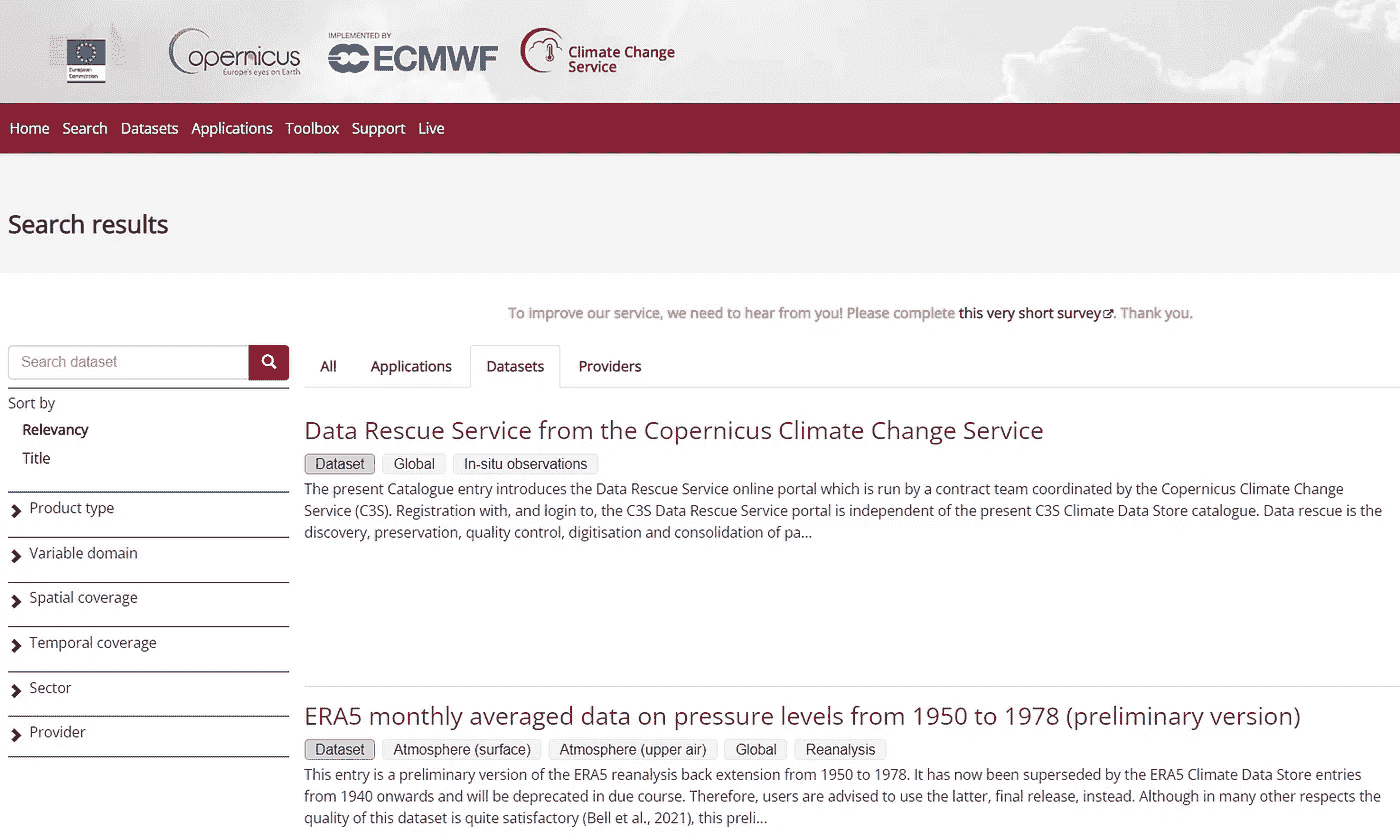 European
Commission
Copernicus
Europe's eyes on Earth
IMPLEMENTED BY
ECMWF
Climate Change
Service
Home Search Datasets Applications Toolbox Support Live
Search results
To improve our service, we need to hear from you! Please complete this very short survey. Thank you.
Search dataset
All Applications Datasets Providers
Sort by
Relevancy
Title
Product type
Variable domain
Spatial coverage
Temporal coverage
Sector
Provider
Data Rescue Service from the Copernicus Climate Change Service
Dataset Global In-situ observations
The present Catalogue entry introduces the Data Rescue Service online portal which is run by a contract team coordinated by the Copernicus Climate Change
Service (C3S). Registration with, and login to, the C3S Data Rescue Service portal is independent of the present C3S Climate Data Store catalogue. Data rescue is the
discovery, preservation, quality control, digitisation and consolidation of pa...
ERA5 monthly averaged data on pressure levels from 1950 to 1978 (preliminary version)
Dataset Atmosphere (surface) Atmosphere (upper air) Global Reanalysis
This entry is a preliminary version of the ERA5 reanalysis back extension from 1950 to 1978. It has now been superseded by the ERA5 Climate Data Store entries
from 1940 onwards and will be deprecated in due course. Therefore, users are advised to use the latter, final release, instead. Although in many other respects the
quality of this dataset is quite satisfactory (Bell et al., 2021), this preli...